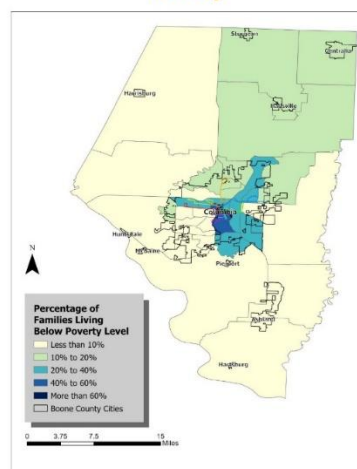 Sturgeon
Centralia
Harrisburg
Hallsville
Columbia
Huntsdale
McBaine
Pierpont
Ashland
Hartsburg
N
Percentage of
Families Living
Below Poverty Level
Less than 10%
10% to 20%
20% to 40%
40% to 60%
More than 60%
Boone County Cities
0 3.75 7.5 15
Miles